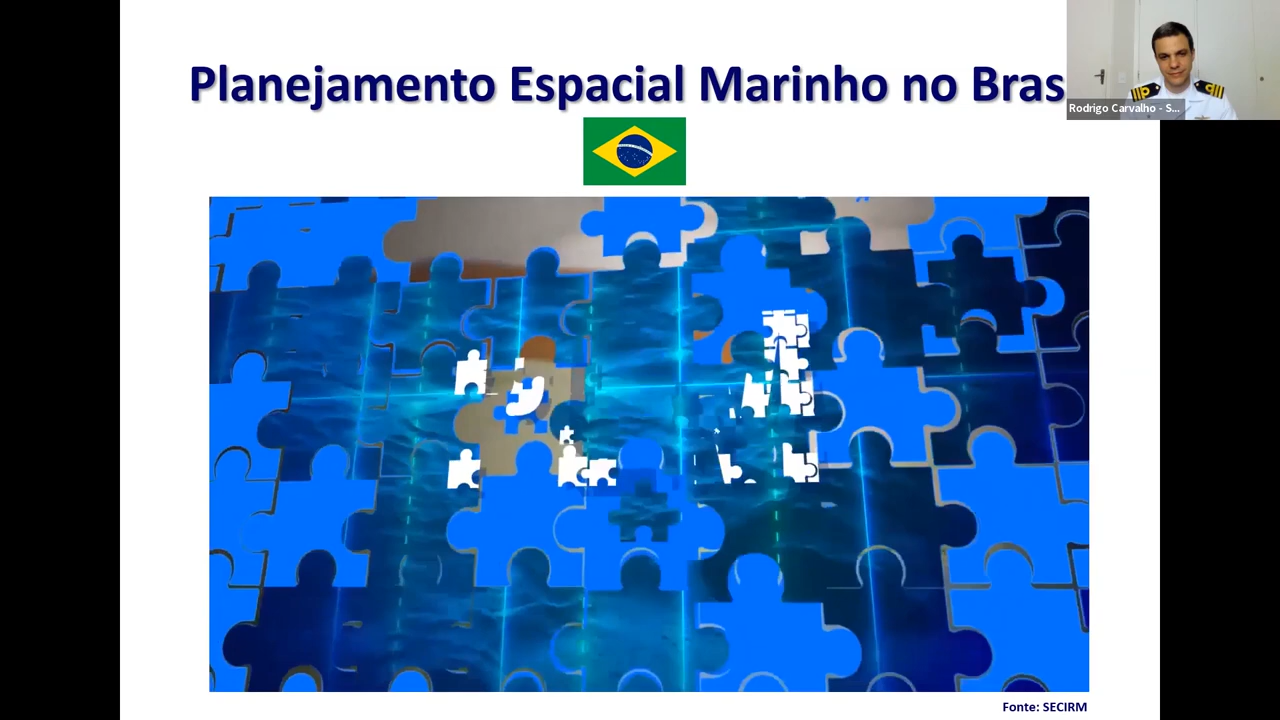 Planejamento Espacial Marinho no Bras
Rodrigo Carvalho - S...
Fonte: SECIRM